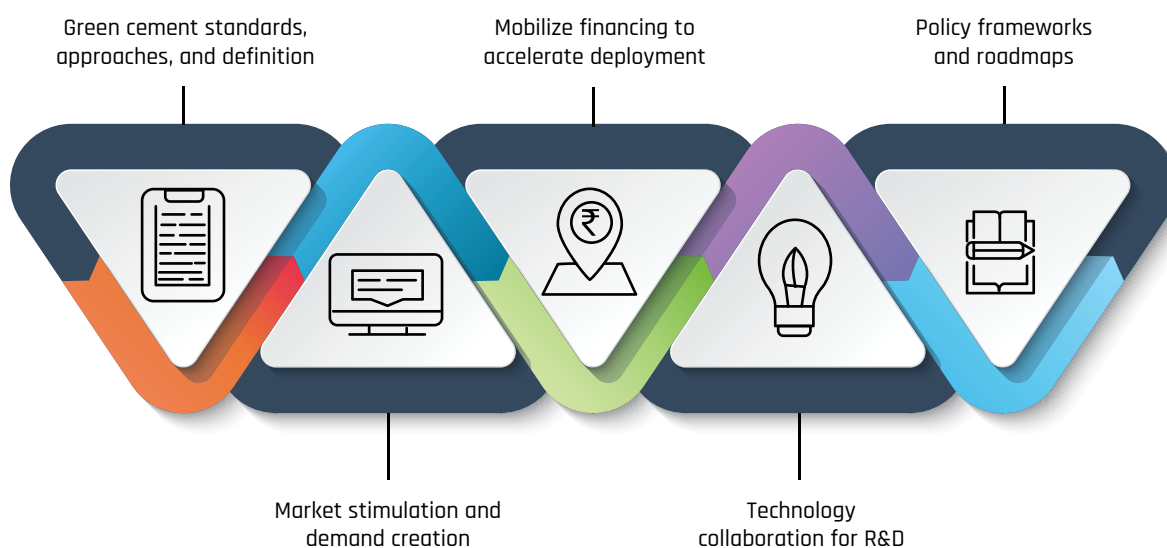 Green cement standards,
approaches, and definition
Mobilize financing to
accelerate deployment
Policy frameworks
and roadmaps
₹
Market stimulation and
demand creation
Technology
collaboration for R&D